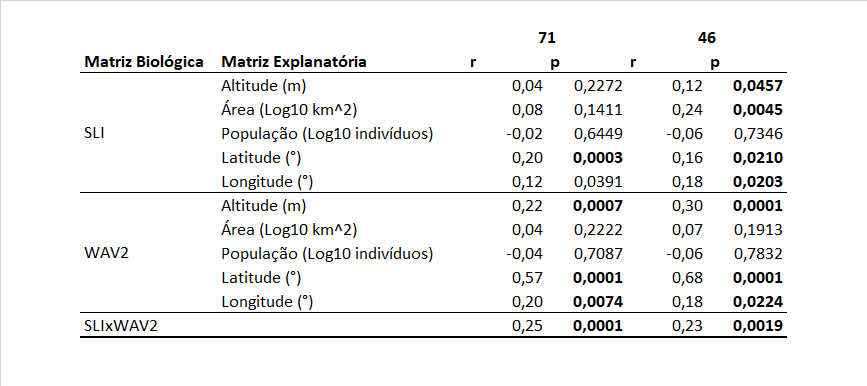 71 46
Matriz Biológica Matriz Explanatória r p r p
Altitude (m) 0,04 0,2272 0,12 0,0457
Área (Log10 km^2) 0,08 0,1411 0,24 0,0045
SLI População (Log10 indivíduos) -0,02 0,6449 -0,06 0,7346
Latitude (°) 0,20 0,0003 0,16 0,0210
Longitude (°) 0,12 0,0391 0,18 0,0203
Altitude (m) 0,22 0,0007 0,30 0,0001
Área (Log10 km^2) 0,04 0,2222 0,07 0,1913
WAV2 População (Log10 indivíduos) -0,04 0,7087 -0,06 0,7832
Latitude (°) 0,57 0,0001 0,68 0,0001
Longitude (°) 0,20 0,0074 0,18 0,0224
SLIxWAV2 0,25 0,0001 0,23 0,0019